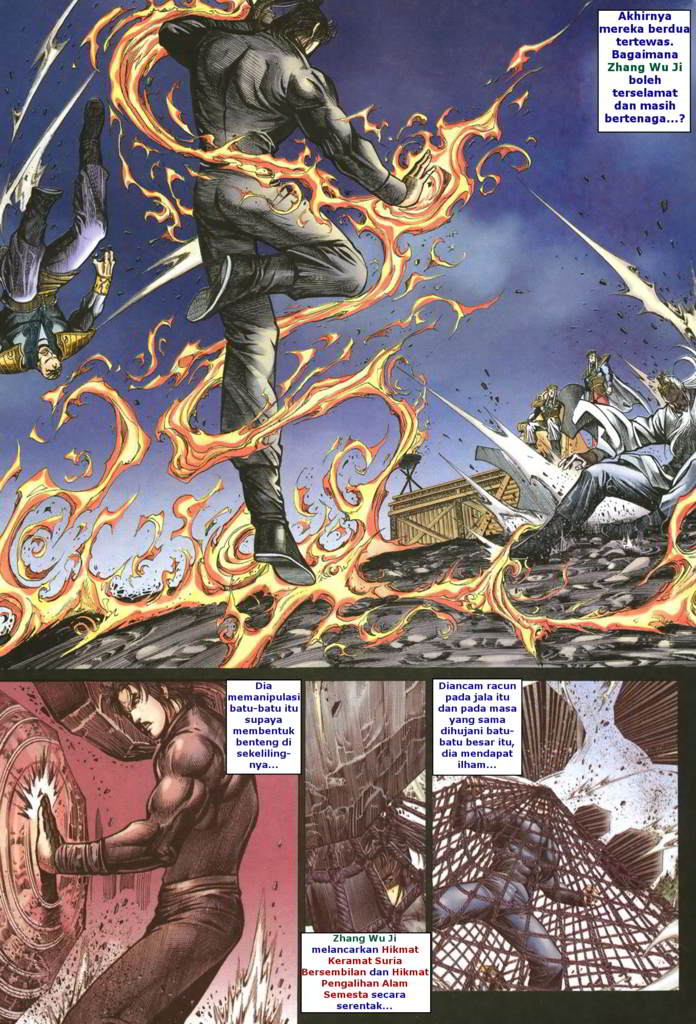 Akhirnya
mereka berdua
tertewas.
Bagaimana
Zhang Wu Ji
boleh
terselamat
dan masih
bertenaga...?
Diancam racun
pada jala itu
dan pada masa
yang sama
dihujani batu-
batu besar itu,
dia mendapat
ilham...
Zhang Wu Ji
melancarkan Hikmat
Keramat Suria
Bersembilan dan Hikmat
Pengalihan Alam
Semesta secara
serentak...
Dia
memanipulasi
batu-batu itu
supaya
membentuk
benteng di
sekeliling-
nya...